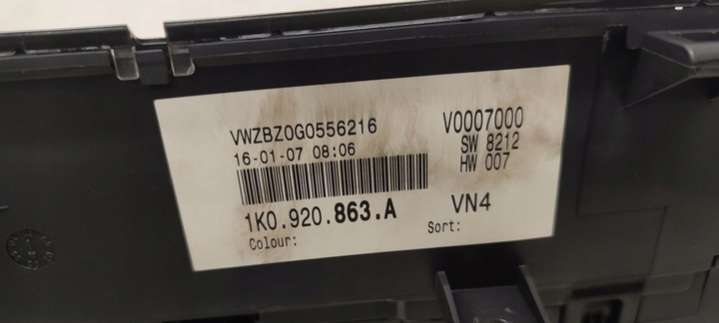 VWZBZ0G0556216
V0007000
16-01-07 08:06
SW 8212
HW 007
1K0.920.863.A
VN4
Colour:
Sort: